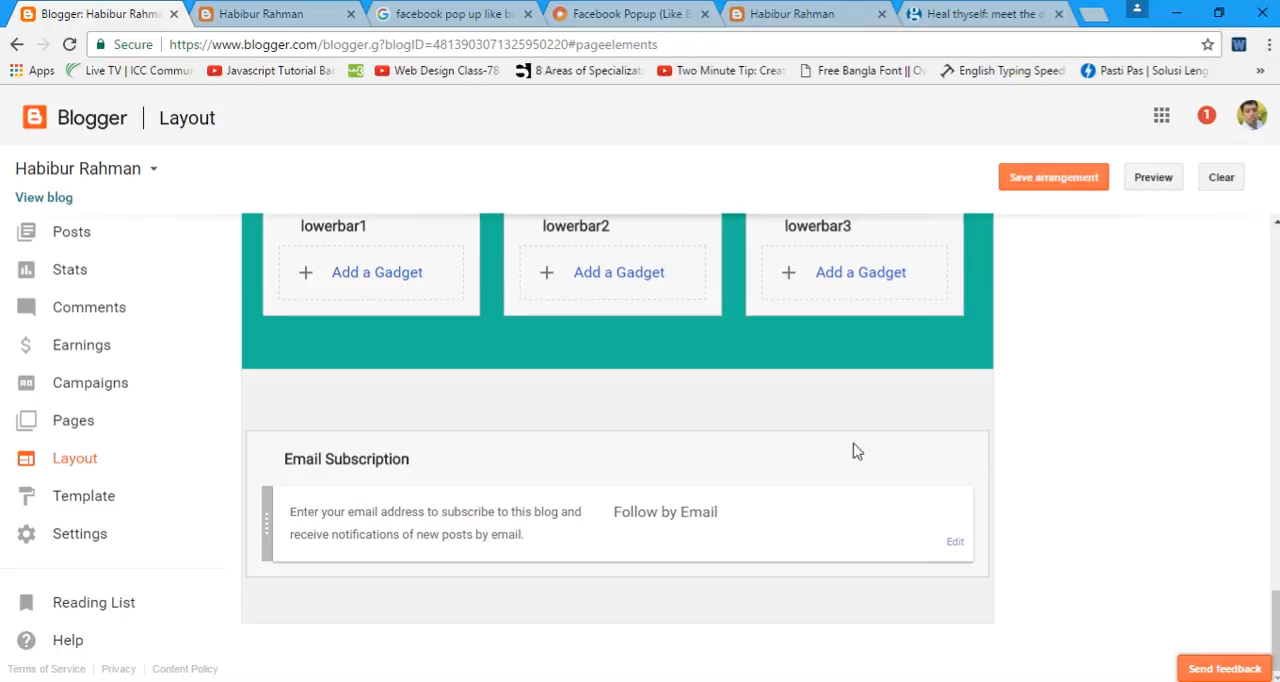 Blogger: Habibur Rahma
Habibur Rahman
facebook pop up like b
Facebook Popup (Like B
Habibur Rahman
Heal thyself: meet the
Secure
https://www.blogger.com/blogger.g?blogID=4813903071325950220#pageelements
Apps
Live TV | ICC Commun
Javascript Tutorial Ban
Web Design Class-78
8 Areas of Specializati
Two Minute Tip: Creat
Free Bangla Font ||
English Typing Speed
Pasti Pas | Solusi Leng
»
Blogger
Layout
1
Habibur Rahman
View blog
Save arrangement
Preview
Clear
Posts
Stats
Comments
Earnings
Campaigns
Pages
Layout
Template
Settings
Reading List
Help
Terms of Service | Privacy | Content Policy
lowerbar1
lowerbar2
lowerbar3
+ Add a Gadget
+ Add a Gadget
+ Add a Gadget
Email Subscription
Enter your email address to subscribe to this blog and
receive notifications of new posts by email.
Follow by Email
Edit
Send feedback